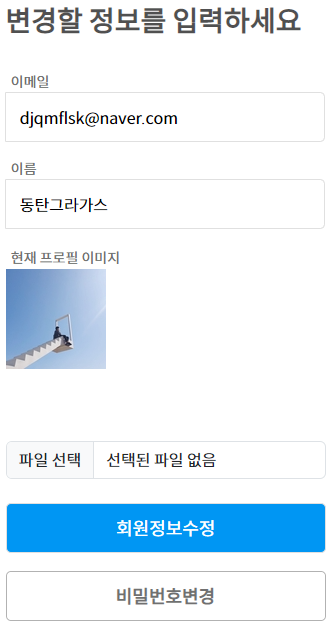 변경할 정보를 입력하세요
이메일
djqmflsk@naver.com
이름
동탄그라가스
현재 프로필 이미지
파일 선택 선택된 파일 없음
회원정보수정
비밀번호변경